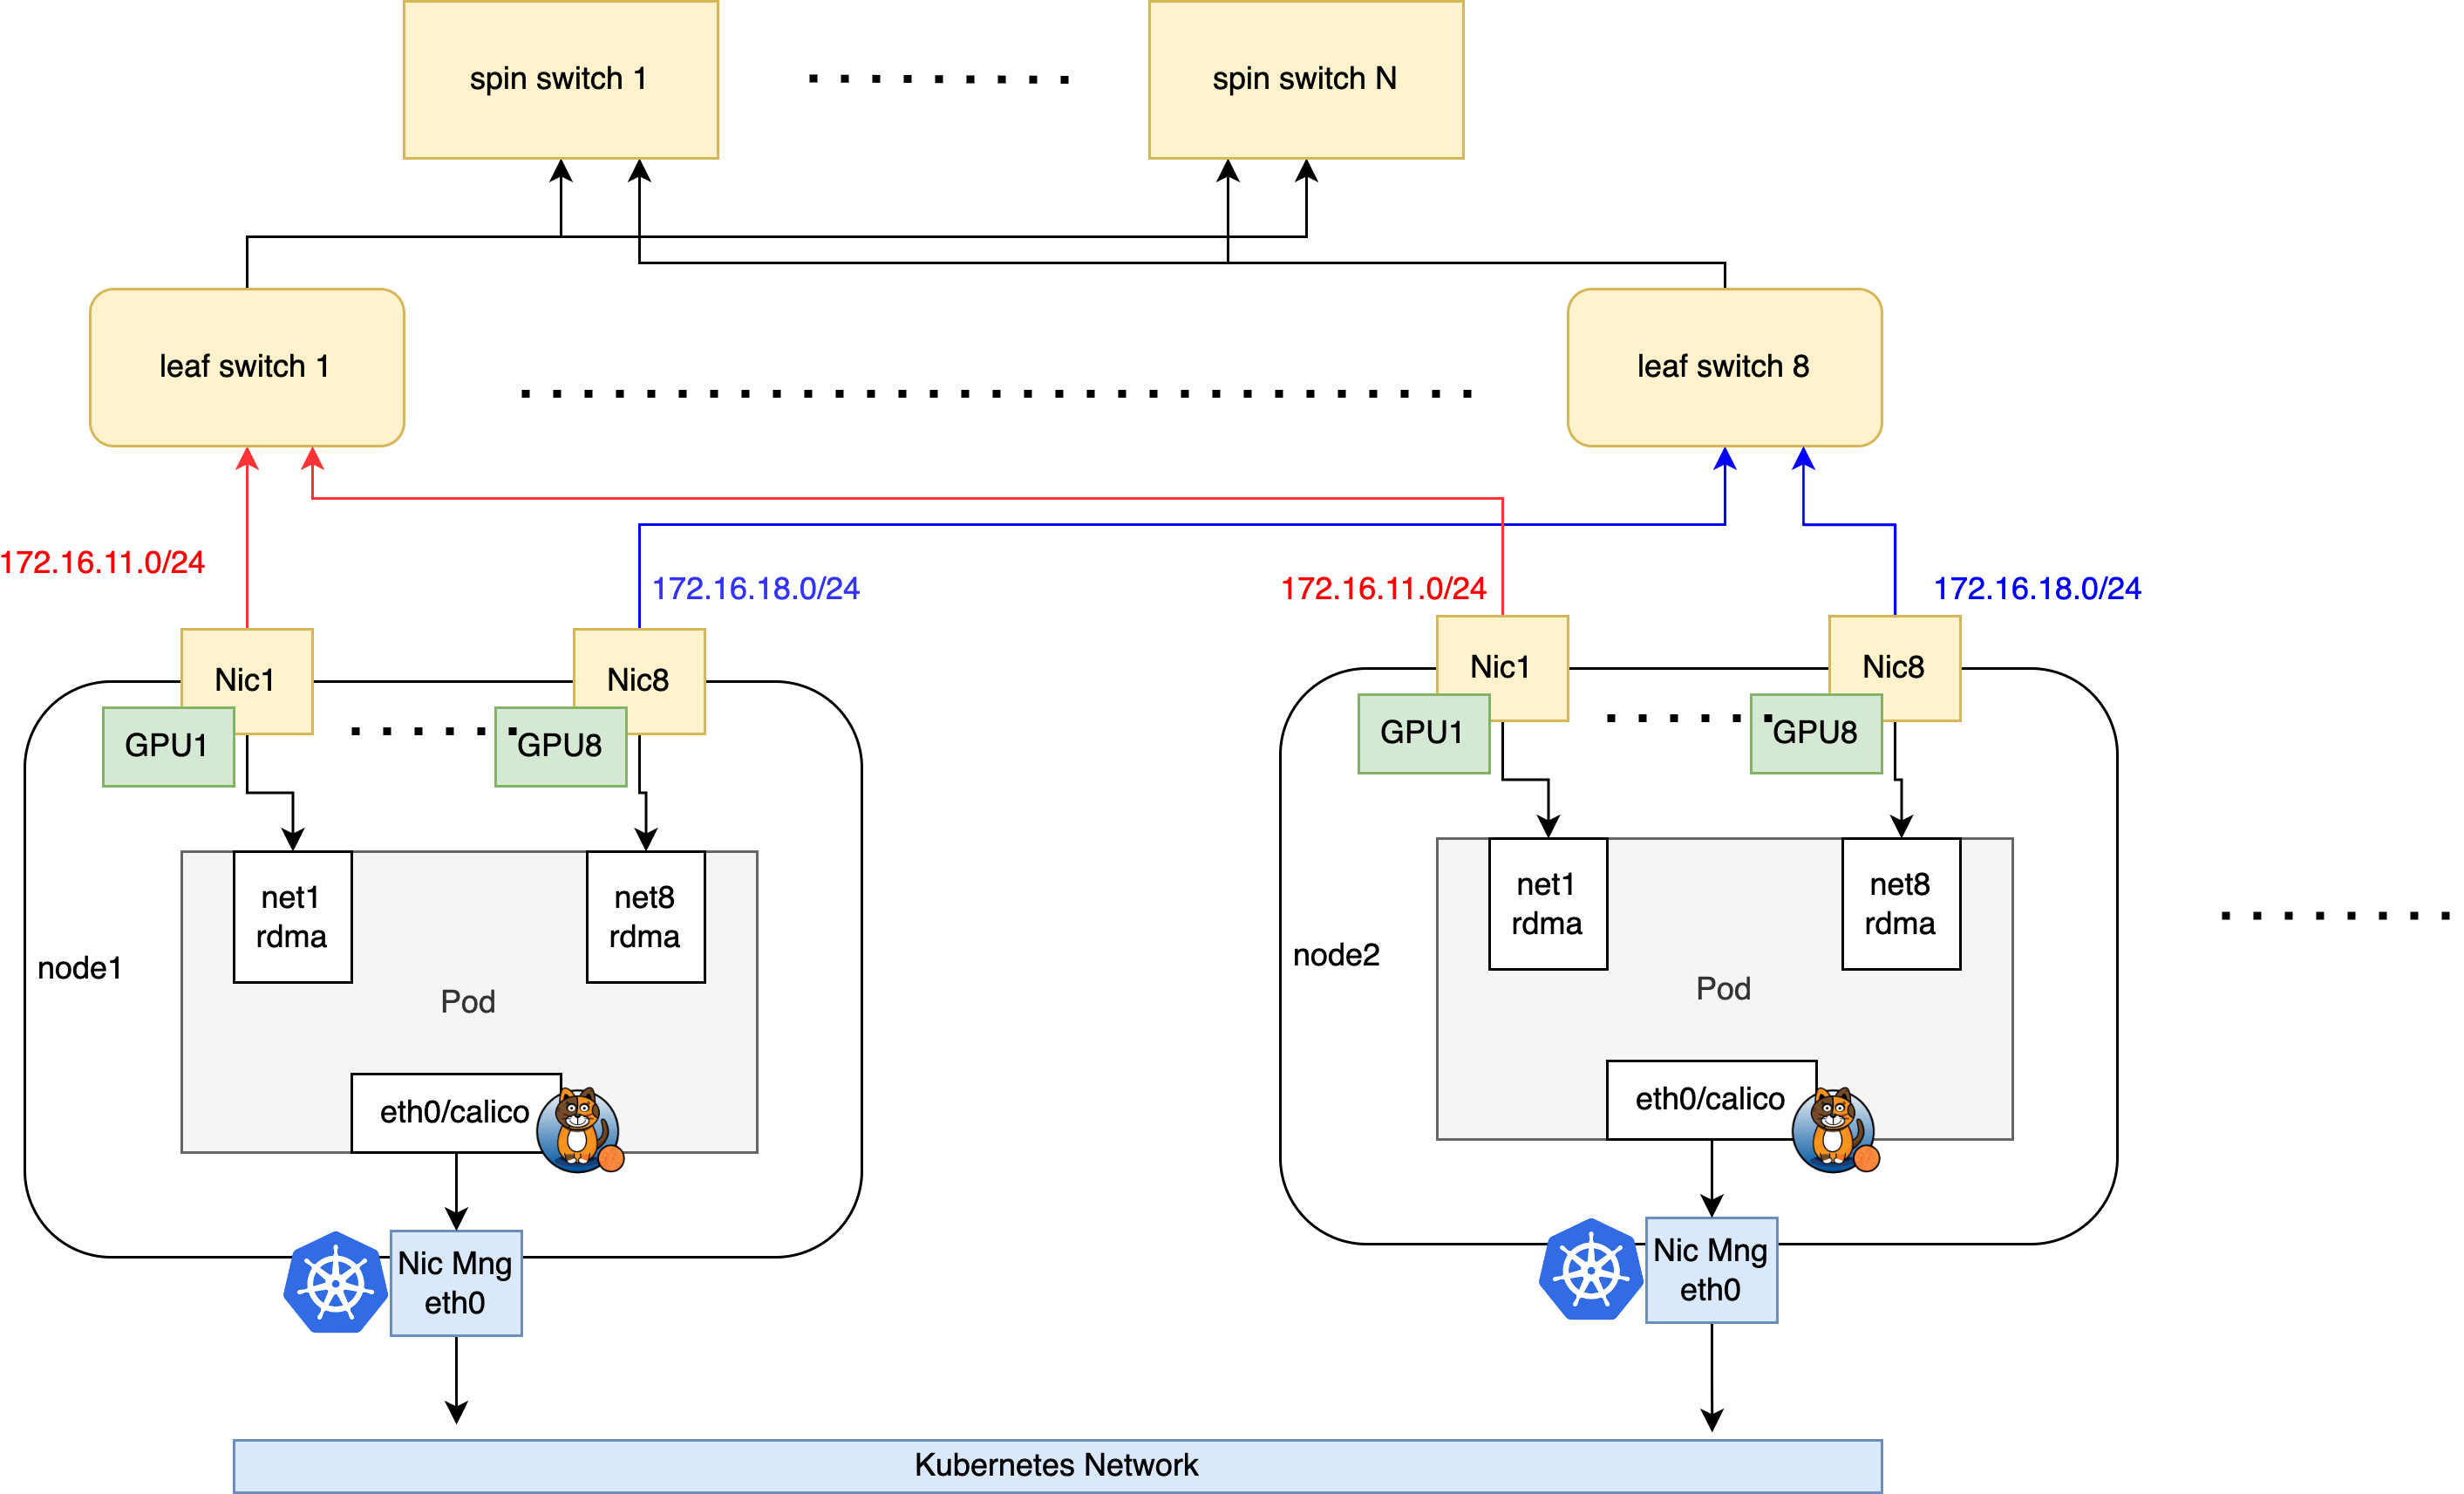 spin switch 1
spin switch N
leaf switch 1
leaf switch 8
172.16.11.0/24
172.16.18.0/24
172.16.11.0/24
172.16.18.0/24
Nic1
Nic8
GPU1
GPU8
net1
rdma
net8
rdma
node1
Pod
eth0/calico
Nic Mng
eth0
Nic1
Nic8
GPU1
GPU8
net1
rdma
net8
rdma
node2
Pod
eth0/calico
Nic Mng
eth0
Kubernetes Network